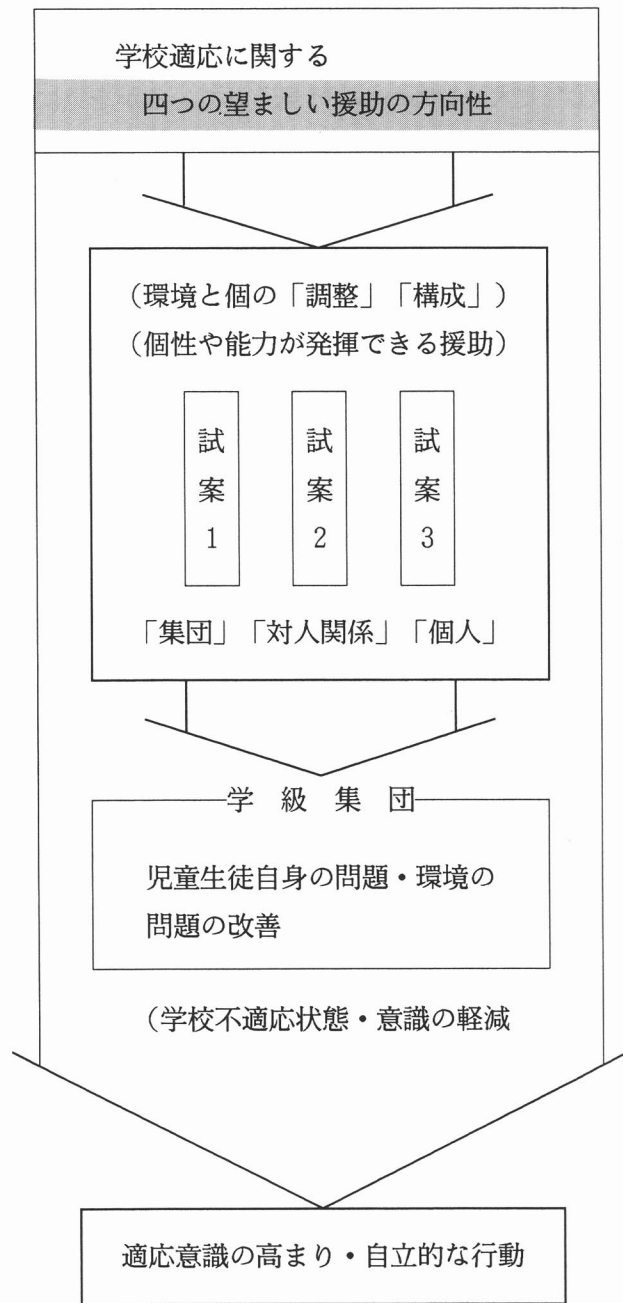 学校適応に関する
四つの望ましい援助の方向性
(環境と個の「調整」「構成」)
(個性や能力が発揮できる援助)
試案1
試案2
試案3
「集団」「対人関係」「個人」
学級集団
児童生徒自身の問題・環境の
問題の改善
(学校不適応状態・意識の軽減
適応意識の高まり・自立的な行動